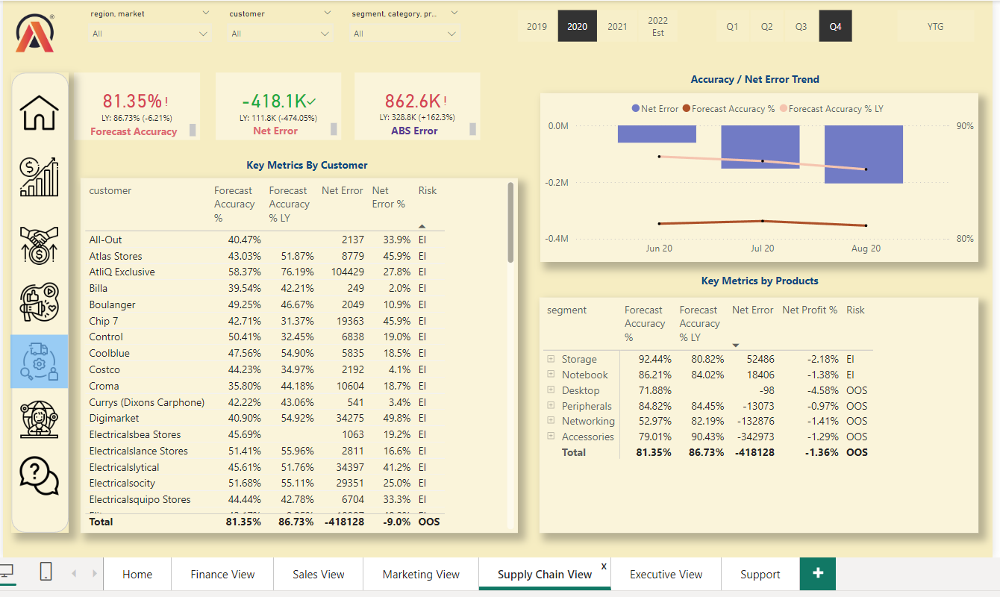 region, market
customer
segment, category, pr...
All
All
All
2019
2020
2021
2022
Est
Q1
Q2
Q3
Q4
YTG
®
81.35%!
LY: 86.73% (-6.21%)
Forecast Accuracy
-418.1K✓
LY: 111.8K (-474.05%)
Net Error
862.6K!
LY: 328.8K (+162.3%)
ABS Error
Accuracy / Net Error Trend
Net Error Forecast Accuracy % Forecast Accuracy % LY
0.0M
-0.2M
-0.4M
90%
80%
Jun 20 Jul 20 Aug 20
Key Metrics By Customer
customer Forecast Accuracy % Forecast Accuracy % LY Net Error Net Error % Risk
All-Out 40.47% 2137 33.9% EI
Atlas Stores 43.03% 51.87% 8779 45.9% EI
AtliQ Exclusive 58.37% 76.19% 104429 27.8% EI
Billa 39.54% 42.21% 249 2.0% EI
Boulanger 49.25% 46.67% 2049 10.9% EI
Chip 7 42.71% 31.37% 19363 45.9% EI
Control 50.41% 32.45% 6838 19.0% EI
Coolblue 47.56% 54.90% 5835 18.5% EI
Costco 44.23% 34.97% 2192 4.1% EI
Croma 35.80% 44.18% 10604 18.7% EI
Currys (Dixons Carphone) 42.22% 43.06% 541 3.4% EI
Digimarket 40.90% 54.92% 34275 49.8% EI
Electricalsbea Stores 45.69% 1063 19.2% EI
Electricalslance Stores 51.41% 55.96% 2811 16.6% EI
Electricalslytical 45.61% 51.76% 34397 41.2% EI
Electricalsocity 51.68% 55.11% 29351 25.0% EI
Electricalsquipo Stores 44.44% 42.78% 6704 33.3% EI
Total 81.35% 86.73% -418128 -9.0% OOS
Key Metrics by Products
segment Forecast Accuracy % Forecast Accuracy % LY Net Error Net Profit % Risk
Storage 92.44% 80.82% 52486 -2.18% EI
Notebook 86.21% 84.02% 18406 -1.38% EI
Desktop 71.88% -98 -4.58% OOS
Peripherals 84.82% 84.45% -13073 -0.97% OOS
Networking 52.97% 82.19% -132876 -1.41% OOS
Accessories 79.01% 90.43% -342973 -1.29% OOS
Total 81.35% 86.73% -418128 -1.36% OOS
Home
Finance View
Sales View
Marketing View
Supply Chain View
X
Executive View
Support
+